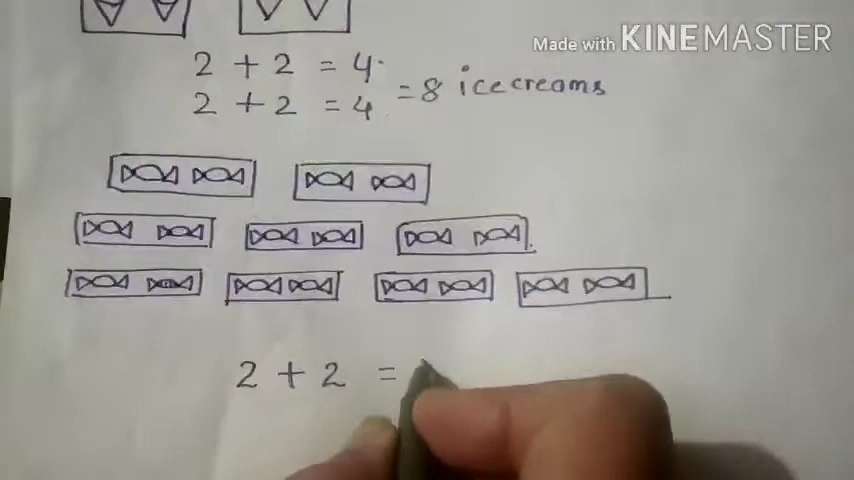 Made with KINEMASTER
2 + 2 = 4
= 8 icecreams
2 + 2 = 4
2 + 2 =